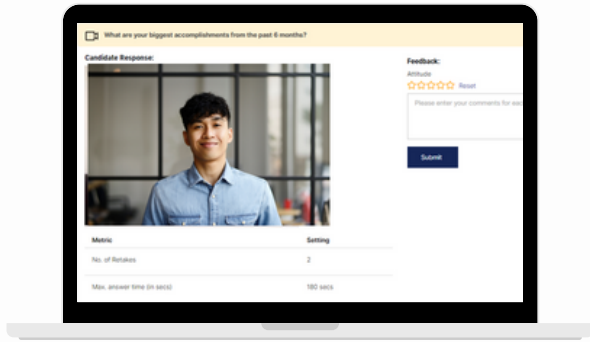 What are your biggest accomplishments from the past 6 months?
Candidate Response:
Feedback:
Attitude
Reset
Please enter your comments for eac
Submit
Metric Setting
No. of Retakes 2
Max. answer time (in secs) 180 secs